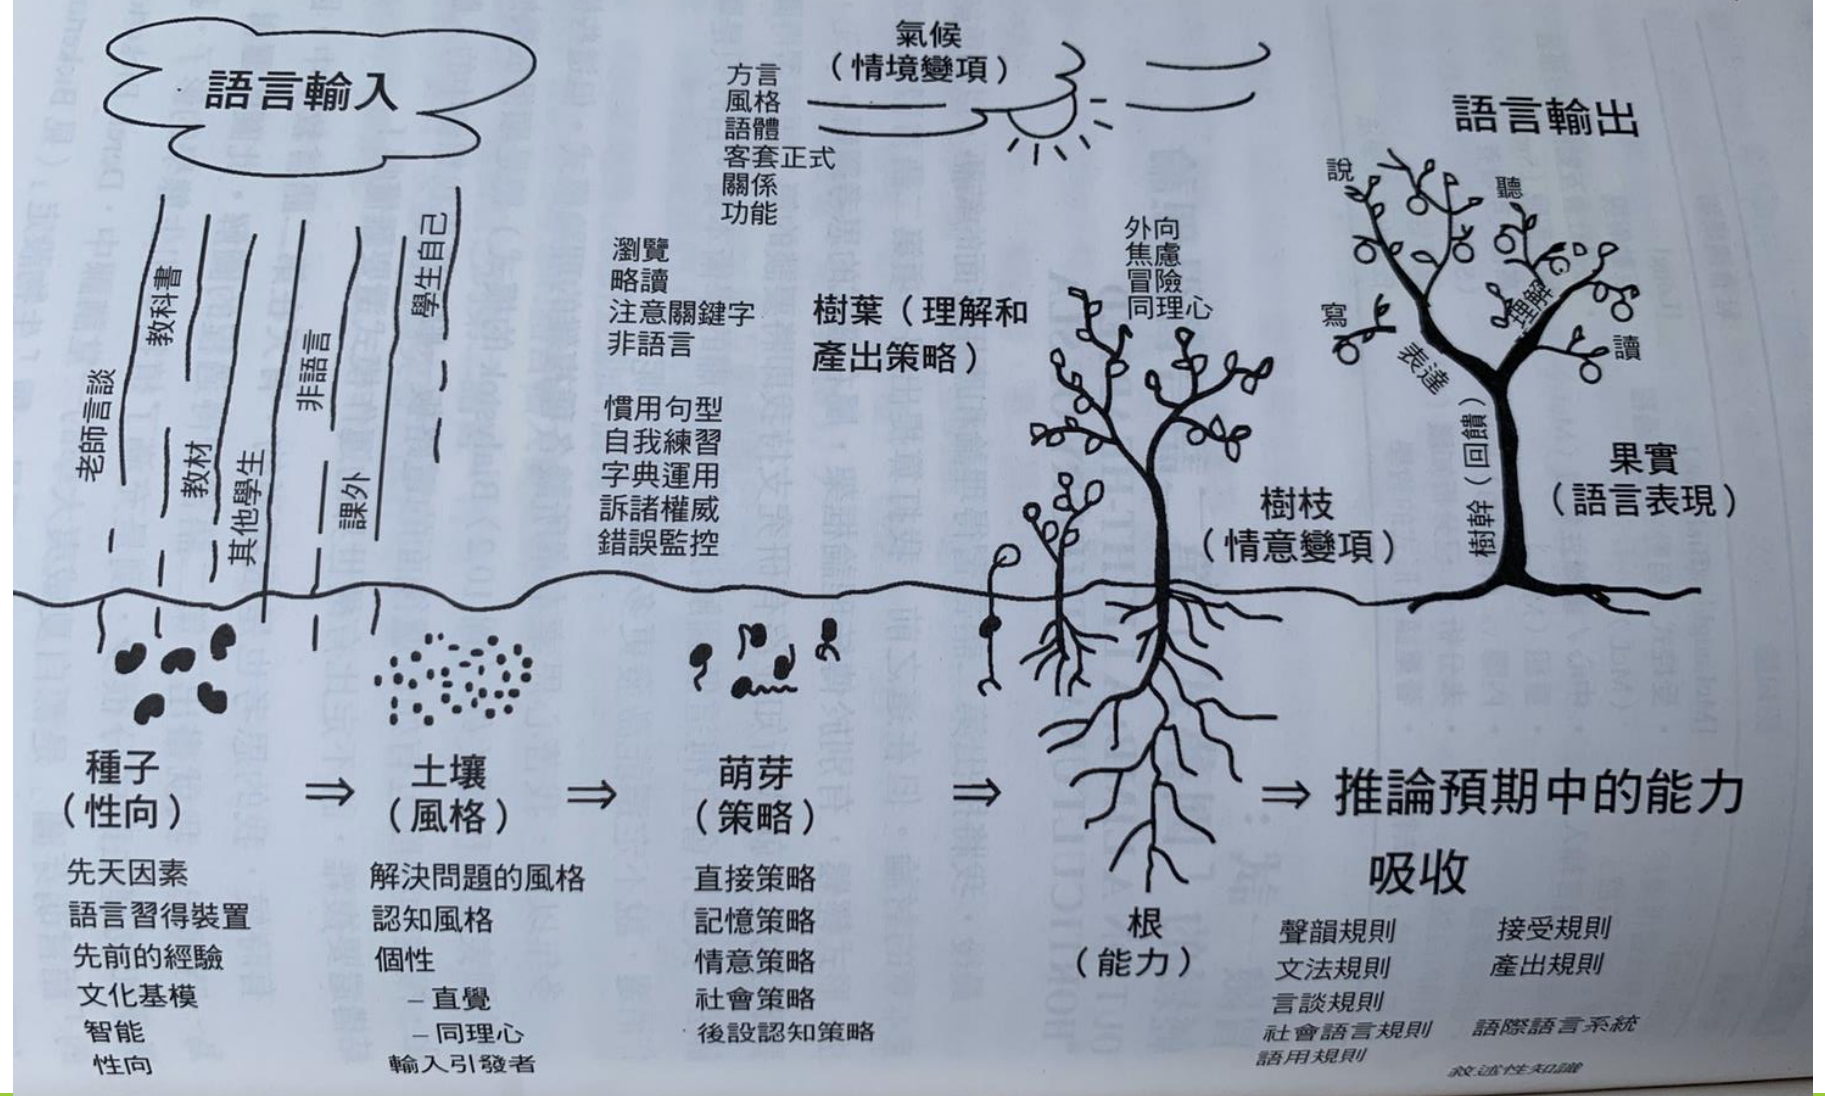 語言輸入
老師言談
教科書
教材
其他學生
非語言
課外
學生自己
氣候
（情境變項）
方言
風格
語體
客套正式
關係
功能
瀏覽
略讀
注意關鍵字
非語言
樹葉（理解和
產出策略）
慣用句型
自我練習
字典運用
訴諸權威
錯誤監控
外向
焦慮
冒險
同理心
樹枝
（情意變項）
語言輸出
說
聽
寫
讀
表達
理解
樹幹（回饋）
果實
（語言表現）
種子
（性向）
先天因素
語言習得裝置
先前的經驗
文化基模
智能
性向
⇒
土壤
（風格）
解決問題的風格
認知風格
個性
－直覺
－同理心
輸入引發者
⇒
萌芽
（策略）
直接策略
記憶策略
情意策略
社會策略
後設認知策略
⇒
根
（能力）
⇒ 推論預期中的能力
吸收
聲韻規則
文法規則
言談規則
社會語言規則
語用規則
接受規則
產出規則
語際語言系統
敘述性知識